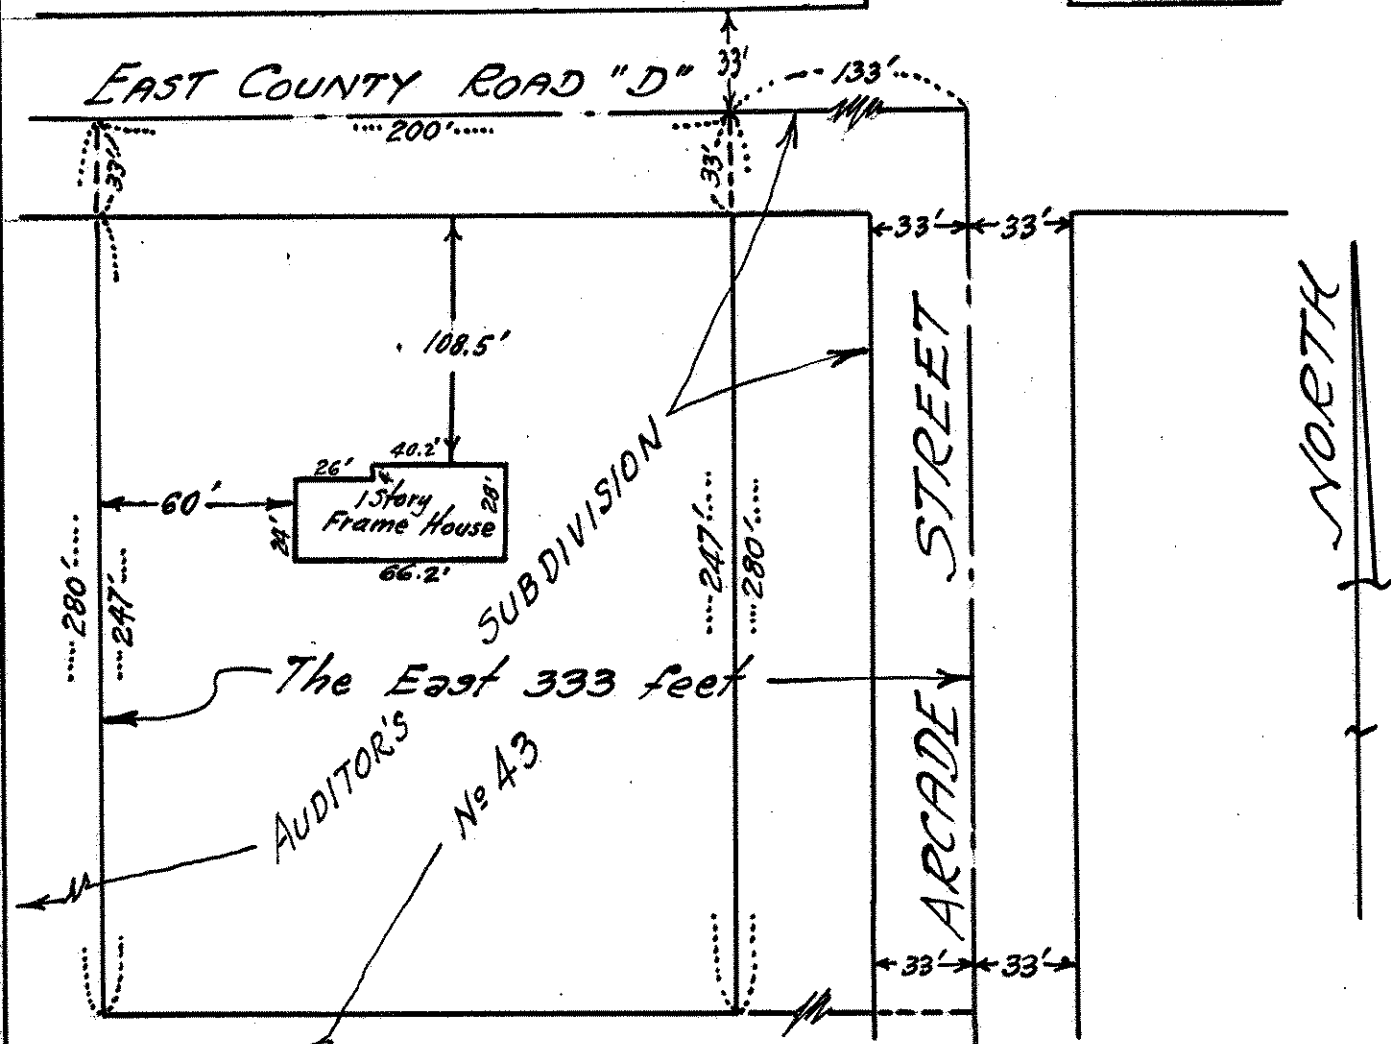 33'
EAST COUNTY ROAD "D"
133'
200'
33'
33'
33'
33'
108.5'
40.2'
26'
4'
1 Story
Frame House
28'
24'
60'
66.2'
280'
247'
247'
280'
AUDITOR'S SUBDIVISION
No 43
The East 333 feet
ARCADE STREET
NORTH
33'
33'